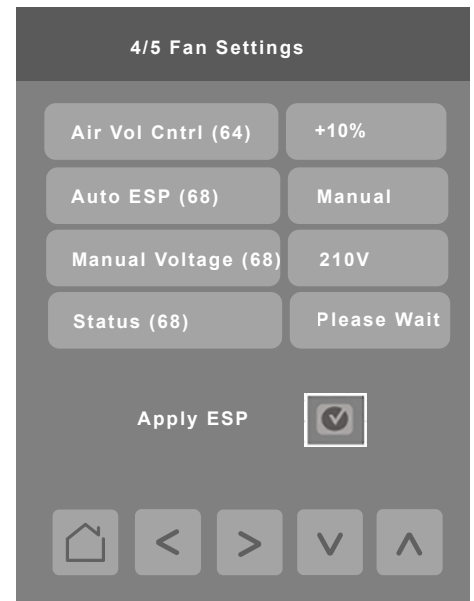 4/5 Fan Settings
Air Vol Cntrl (64) +10%
Auto ESP (68) Manual
Manual Voltage (68) 210V
Status (68) Please Wait
Apply ESP